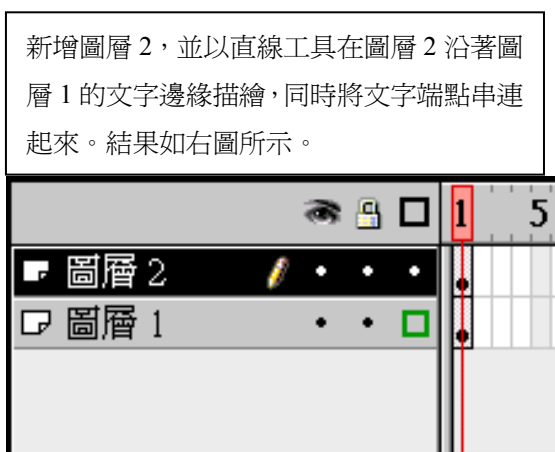 新增圖層 2，並以直線工具在圖層 2 沿著圖
層 1 的文字邊緣描繪，同時將文字端點串連
起來。結果如右圖所示。
1 5
圖層 2
圖層 1